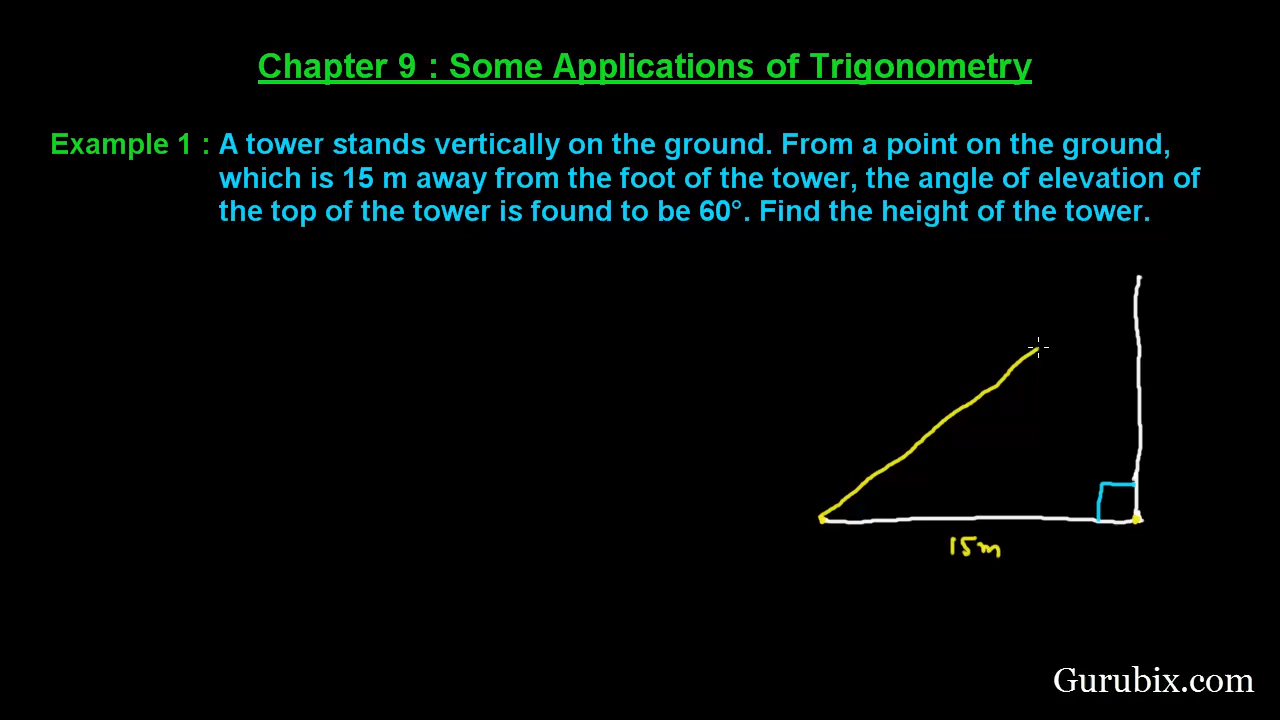 Chapter 9 : Some Applications of Trigonometry
Example 1 : A tower stands vertically on the ground. From a point on the ground,
which is 15 m away from the foot of the tower, the angle of elevation of
the top of the tower is found to be 60°. Find the height of the tower.
15m
Gurubix.com